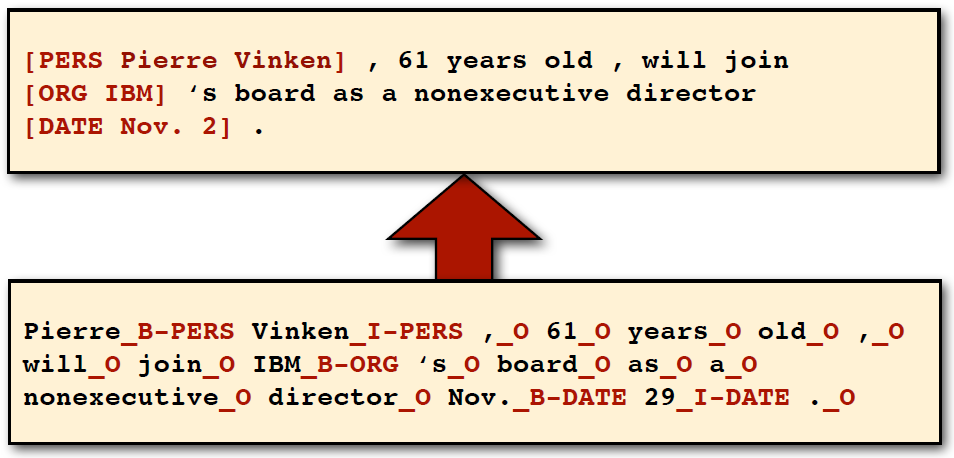 [PERS Pierre Vinken] , 61 years old , will join
[ORG IBM] ‘s board as a nonexecutive director
[DATE Nov. 2] .
Pierre_B-PERS Vinken_I-PERS ,_O 61_O years_O old_O ,_O
will_O join_O IBM_B-ORG ‘s_O board_O as_O a_O
nonexecutive_O director_O Nov._B-DATE 29_I-DATE ._O